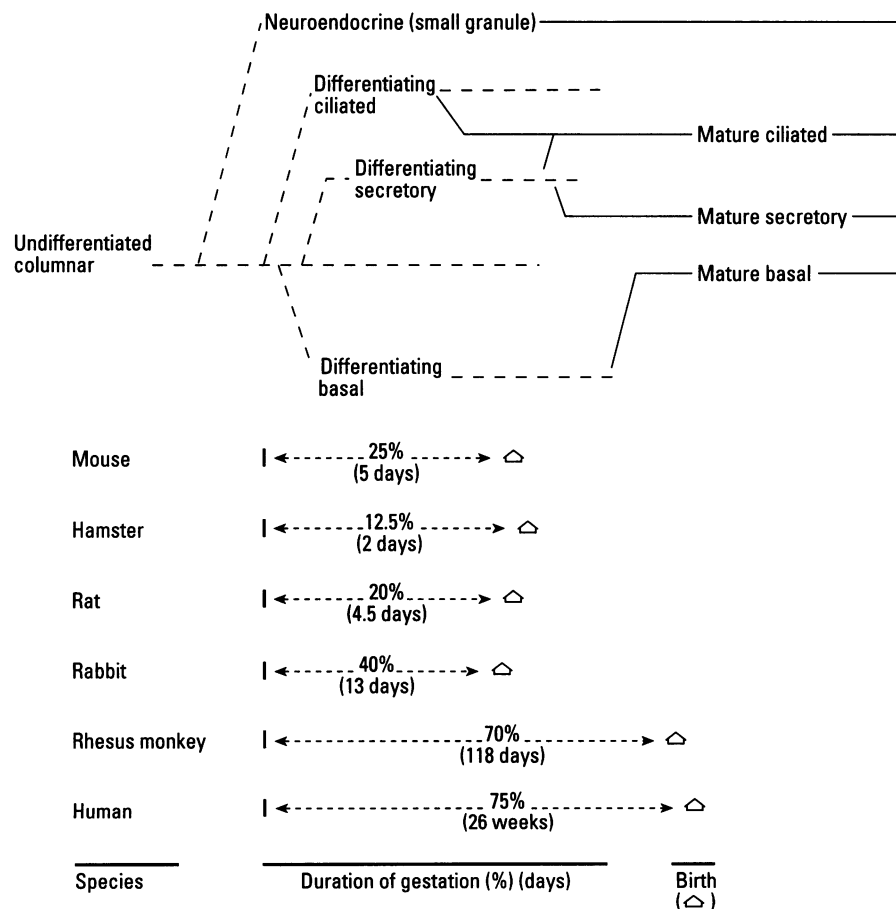 Neuroendocrine (small granule)
Differentiating
ciliated
Mature ciliated
Differentiating
secretory
Mature secretory
Undifferentiated
columnar
Mature basal
Differentiating
basal
Mouse
25%
(5 days)
Hamster
12.5%
(2 days)
Rat
20%
(4.5 days)
Rabbit
40%
(13 days)
Rhesus monkey
70%
(118 days)
Human
75%
(26 weeks)
Species
Duration of gestation (%) (days)
Birth
(⌂)